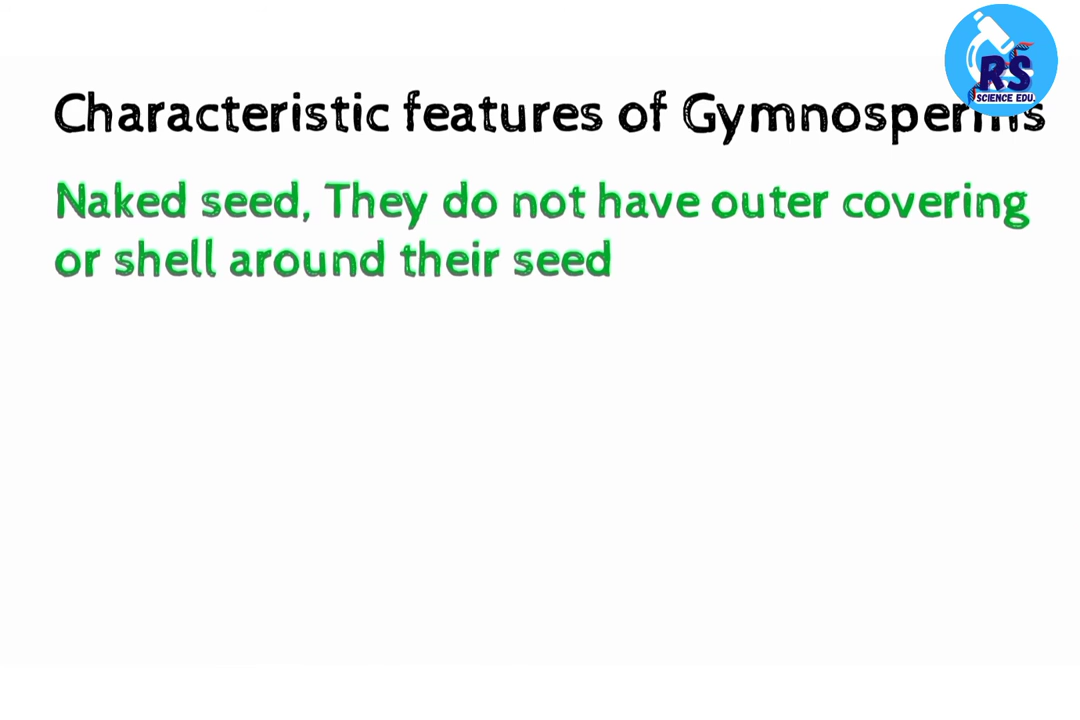 Characteristic features of Gymnosperms
Naked seed, They do not have outer covering
or shell around their seed
RS
SCIENCE EDU.